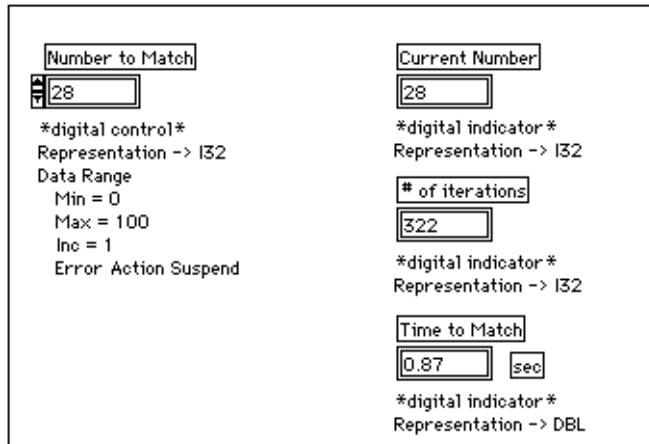 Number to Match
28
*digital control*
Representation -> I32
Data Range
Min = 0
Max = 100
Inc = 1
Error Action Suspend
Current Number
28
*digital indicator*
Representation -> I32
# of iterations
322
*digital indicator*
Representation -> I32
Time to Match
0.87 sec
*digital indicator*
Representation -> DBL